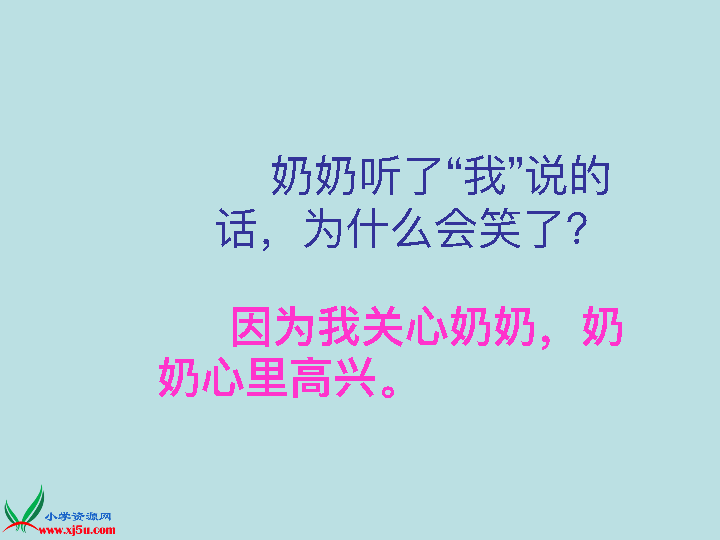 奶奶听了“我”说的
话，为什么会笑了？
因为我关心奶奶，奶
奶心里高兴。
小学资源网
www.xj5u.com